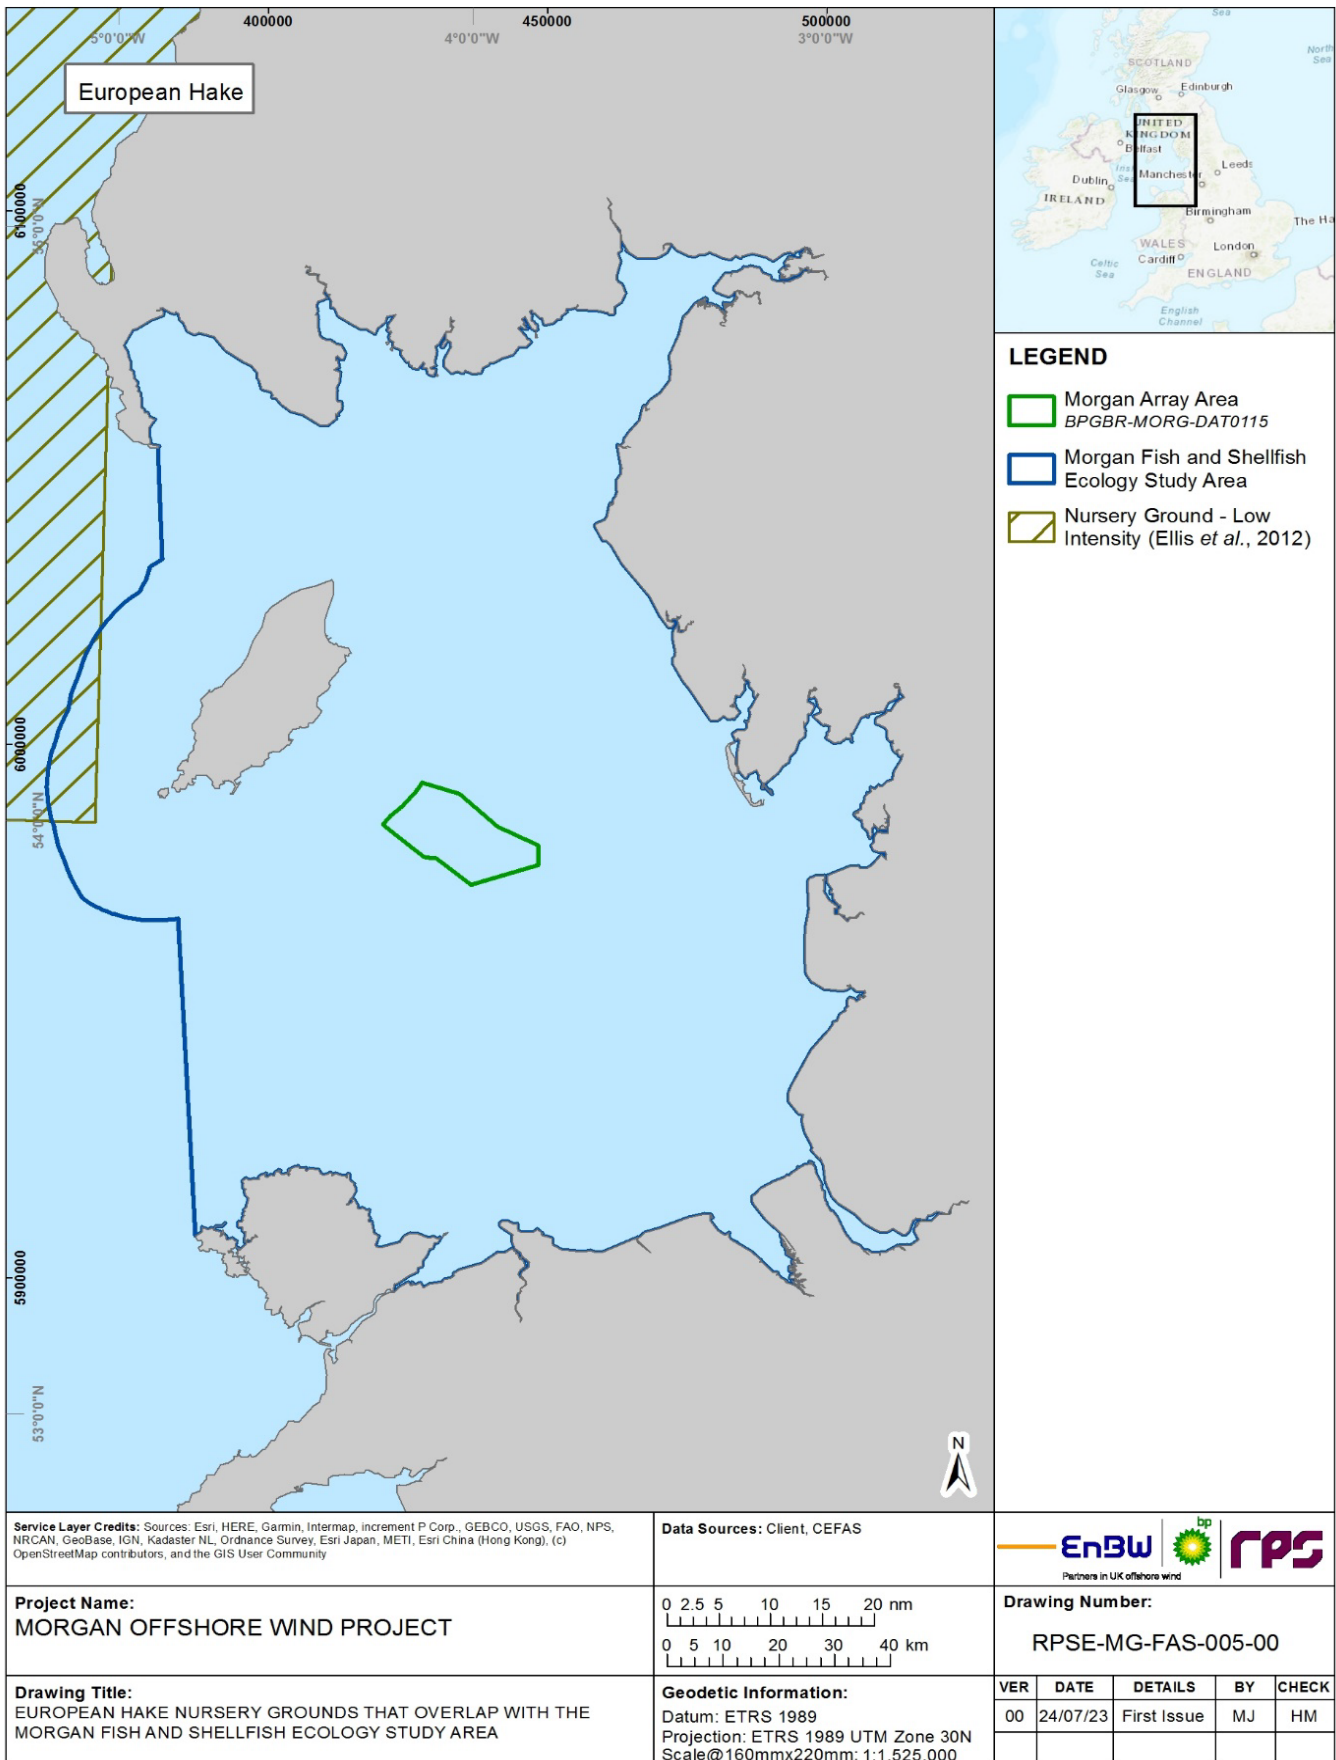 400000
450000
500000
5°0'0"W
4°0'0"W
3°0'0"W
European Hake
6100000
55°0'0"N
6000000
54°0'0"N
5900000
53°0'0"N
N
Sea
North
Sea
SCOTLAND
Glasgow
Edinburgh
UNITED
KINGDOM
Belfast
Leeds
Irish
Sea
Manchester
Dublin
IRELAND
Birmingham
The Ha
WALES
London
Cardiff
Celtic
Sea
ENGLAND
English
Channel
LEGEND
Morgan Array Area
BPGBR-MORG-DAT0115
Morgan Fish and Shellfish
Ecology Study Area
Nursery Ground - Low
Intensity (Ellis et al., 2012)
Service Layer Credits: Sources: Esri, HERE, Garmin, Intermap, increment P Corp., GEBCO, USGS, FAO, NPS,
NRCAN, GeoBase, IGN, Kadaster NL, Ordnance Survey, Esri Japan, METI, Esri China (Hong Kong), (c)
OpenStreetMap contributors, and the GIS User Community
Data Sources: Client, CEFAS
EnBW
bp
rps
Partners in UK offshore wind
Project Name:
MORGAN OFFSHORE WIND PROJECT
0 2.5 5 10 15 20 nm
0 5 10 20 30 40 km
Drawing Number:
RPSE-MG-FAS-005-00
Drawing Title:
EUROPEAN HAKE NURSERY GROUNDS THAT OVERLAP WITH THE
MORGAN FISH AND SHELLFISH ECOLOGY STUDY AREA
Geodetic Information:
Datum: ETRS 1989
Projection: ETRS 1989 UTM Zone 30N
Scale@160mmx220mm: 1:1,525,000
VER DATE DETAILS BY CHECK
00 24/07/23 First Issue MJ HM